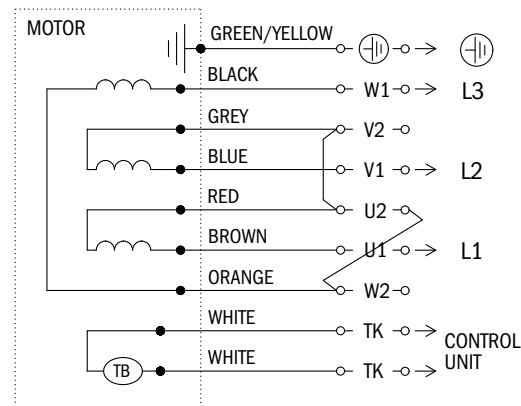 MOTOR
GREEN/YELLOW
BLACK W1 L3
GREY V2
BLUE V1 L2
RED U2
BROWN U1 L1
ORANGE W2
WHITE TK
TB WHITE TK
CONTROL
UNIT